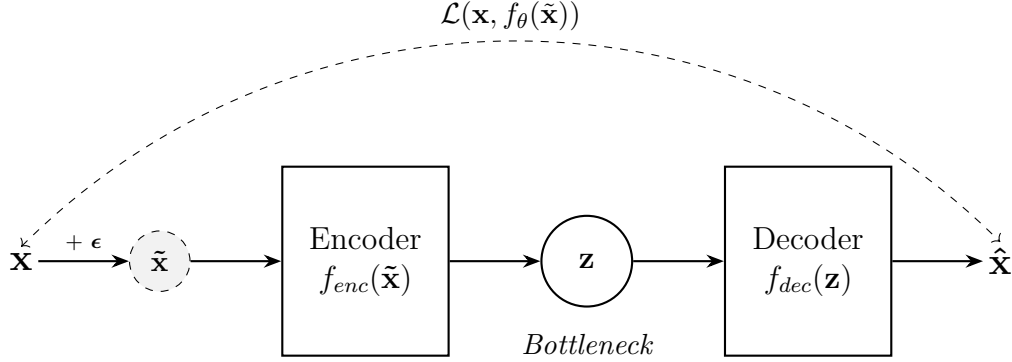 ℒ(𝐱, f_θ(𝐱̃))
𝐱
+ ϵ
𝐱̃
Encoder
f_enc(𝐱̃)
𝐳
Bottleneck
Decoder
f_dec(𝐳)
𝐱̂